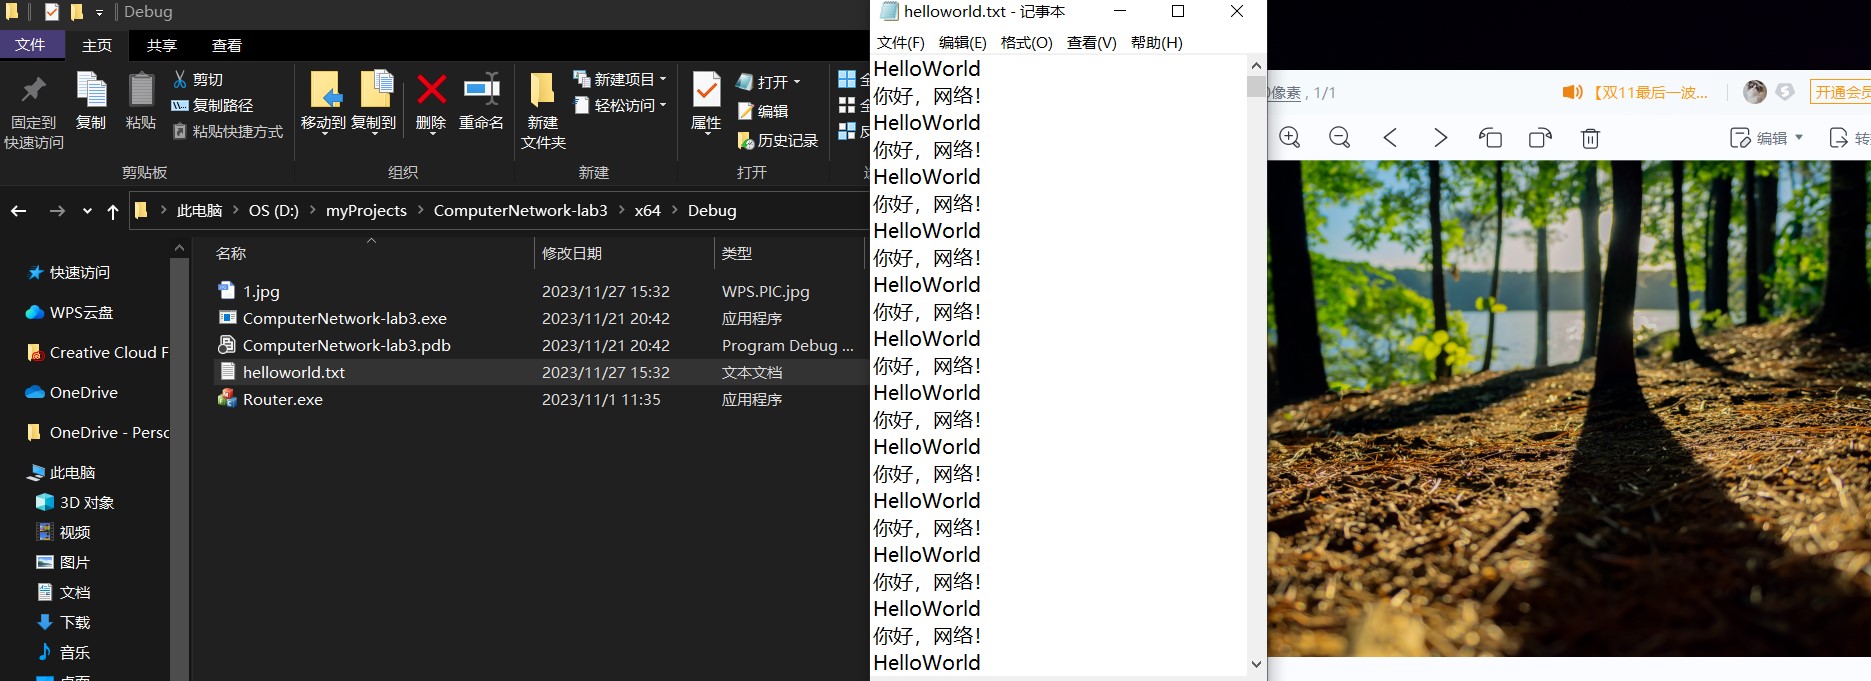 Debug
文件 主页 共享 查看
固定到
快速访问
复制
粘贴
剪切
复制路径
粘贴快捷方式
剪贴板
移动到
复制到
删除
重命名
组织
新建
文件夹
新建项目
轻松访问
新建
属性
打开
编辑
历史记录
打开
此电脑 OS (D:) myProjects ComputerNetwork-lab3 x64 Debug
快速访问
WPS云盘
Creative Cloud F
OneDrive
OneDrive - Perso
此电脑
3D 对象
视频
图片
文档
下载
音乐
名称 修改日期 类型
1.jpg 2023/11/27 15:32 WPS.PIC.jpg
ComputerNetwork-lab3.exe 2023/11/21 20:42 应用程序
ComputerNetwork-lab3.pdb 2023/11/21 20:42 Program Debug ...
helloworld.txt 2023/11/27 15:32 文本文档
Router.exe 2023/11/1 11:35 应用程序
helloworld.txt - 记事本
文件(F) 编辑(E) 格式(O) 查看(V) 帮助(H)
HelloWorld
你好，网络！
HelloWorld
你好，网络！
HelloWorld
你好，网络！
HelloWorld
你好，网络！
HelloWorld
你好，网络！
HelloWorld
你好，网络！
HelloWorld
你好，网络！
HelloWorld
你好，网络！
HelloWorld
你好，网络！
HelloWorld
你好，网络！
HelloWorld
你好，网络！
HelloWorld
像素 , 1/1
【双11最后一波...
开通会员
编辑
转